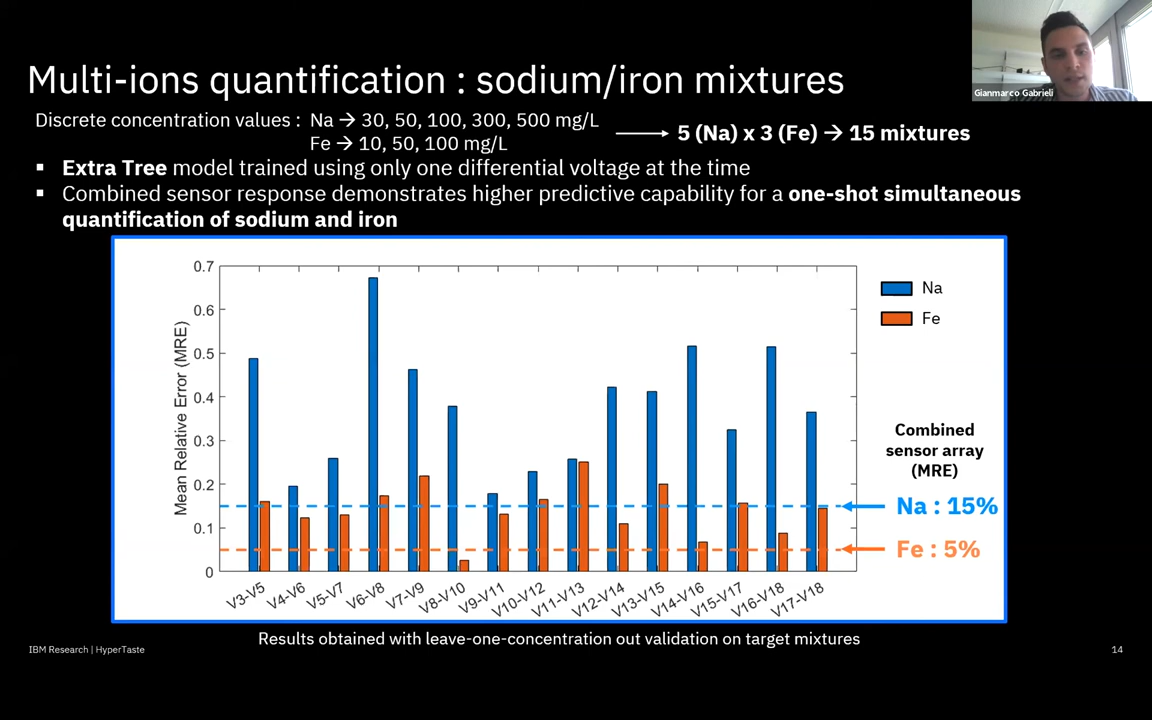 Gianmarco Gabrieli
Multi-ions quantification : sodium/iron mixtures
Discrete concentration values : Na → 30, 50, 100, 300, 500 mg/L
Fe → 10, 50, 100 mg/L
5 (Na) x 3 (Fe) → 15 mixtures
▪ Extra Tree model trained using only one differential voltage at the time
▪ Combined sensor response demonstrates higher predictive capability for a one-shot simultaneous
quantification of sodium and iron
Mean Relative Error (MRE)
0.7
0.6
0.5
0.4
0.3
0.2
0.1
0
V3-V5
V4-V6
V5-V7
V6-V8
V7-V9
V8-V10
V9-V11
V10-V12
V11-V13
V12-V14
V13-V15
V14-V16
V15-V17
V16-V18
V17-V18
Na
Fe
Combined
sensor array
(MRE)
Na : 15%
Fe : 5%
Results obtained with leave-one-concentration out validation on target mixtures
IBM Research | HyperTaste
14